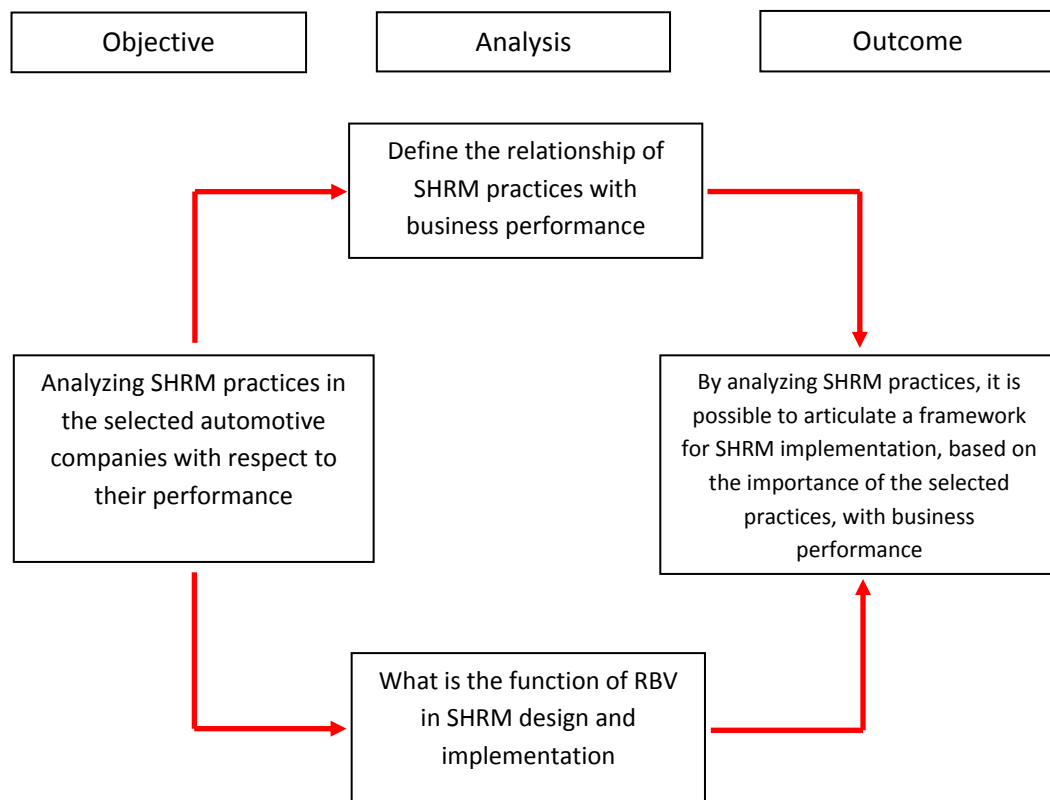 Objective
Analysis
Outcome
Define the relationship of
SHRM practices with
business performance
Analyzing SHRM practices in
the selected automotive
companies with respect to
their performance
By analyzing SHRM practices, it is
possible to articulate a framework
for SHRM implementation, based on
the importance of the selected
practices, with business
performance
What is the function of RBV
in SHRM design and
implementation